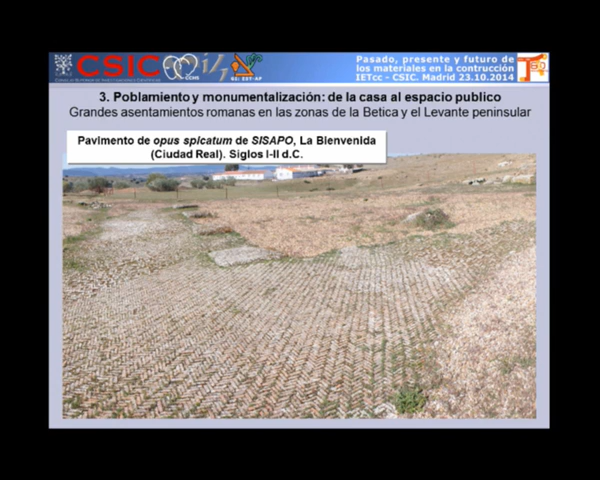 CSIC
CCHS
Pasado, presente y futuro de
los materiales en la contrucción
IETcc - CSIC. Madrid 23.10.2014
3. Poblamiento y monumentalización: de la casa al espacio publico
Grandes asentamientos romanas en las zonas de la Betica y el Levante peninsular
Pavimento de opus spicatum de SISAPO, La Bienvenida
(Ciudad Real). Siglos I-II d.C.